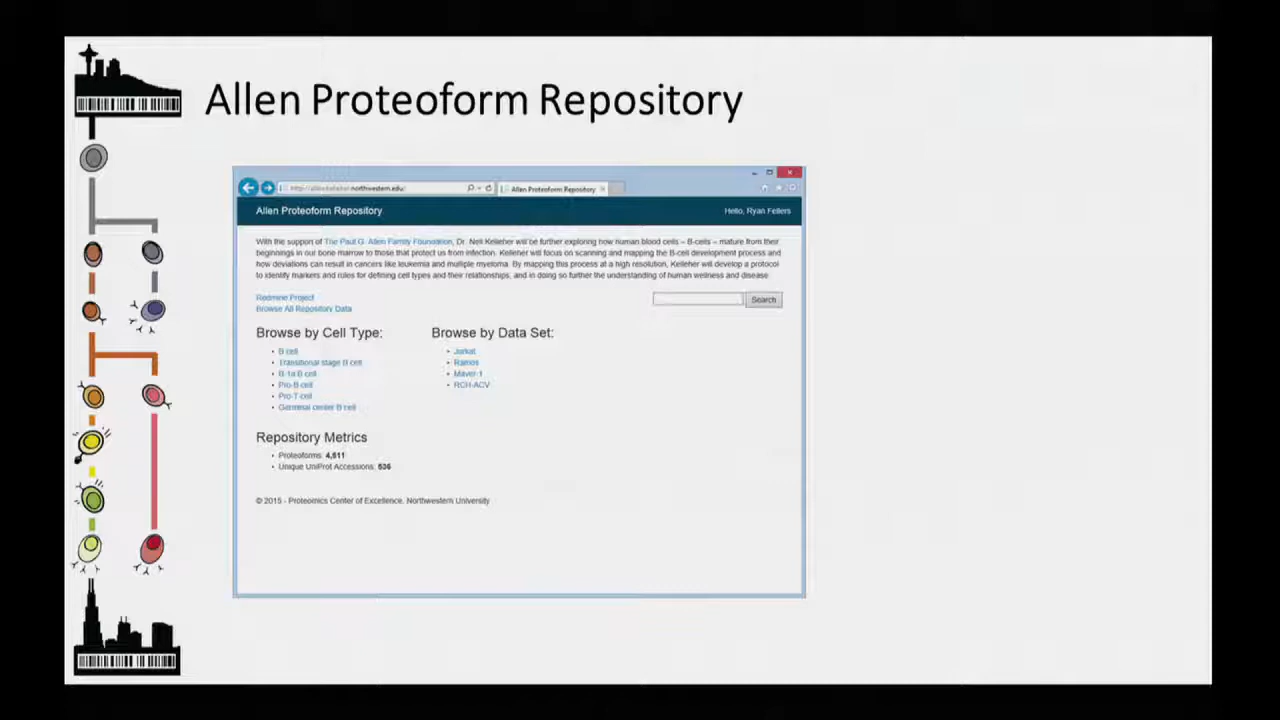 Allen Proteoform Repository
Allen Proteoform Repository
Allen Proteoform Repository
Hello, Ryan Fellers
With the support of The Paul G. Allen Family Foundation, Dr. Neil Kelleher will be further exploring how human blood cells – B-cells – mature from their
beginnings in our bone marrow to those that protect us from infection. Kelleher will focus on scanning and mapping the B-cell development process and
how deviations can result in cancers like leukemia and multiple myeloma. By mapping this process at a high resolution, Kelleher will develop a protocol
to identify markers and rules for defining cell types and their relationships, and in doing so further the understanding of human wellness and disease
Redmine Project
Browse All Repository Data
Search
Browse by Cell Type:
B cell
Transitional stage B cell
B-1a B cell
Pro-B cell
Pro-T cell
Germinal center B cell
Browse by Data Set:
Jurkat
Ramos
Maver-1
RCH-ACV
Repository Metrics
Proteoforms: 4,611
Unique UniProt Accessions: 636
© 2015 - Proteomics Center of Excellence, Northwestern University